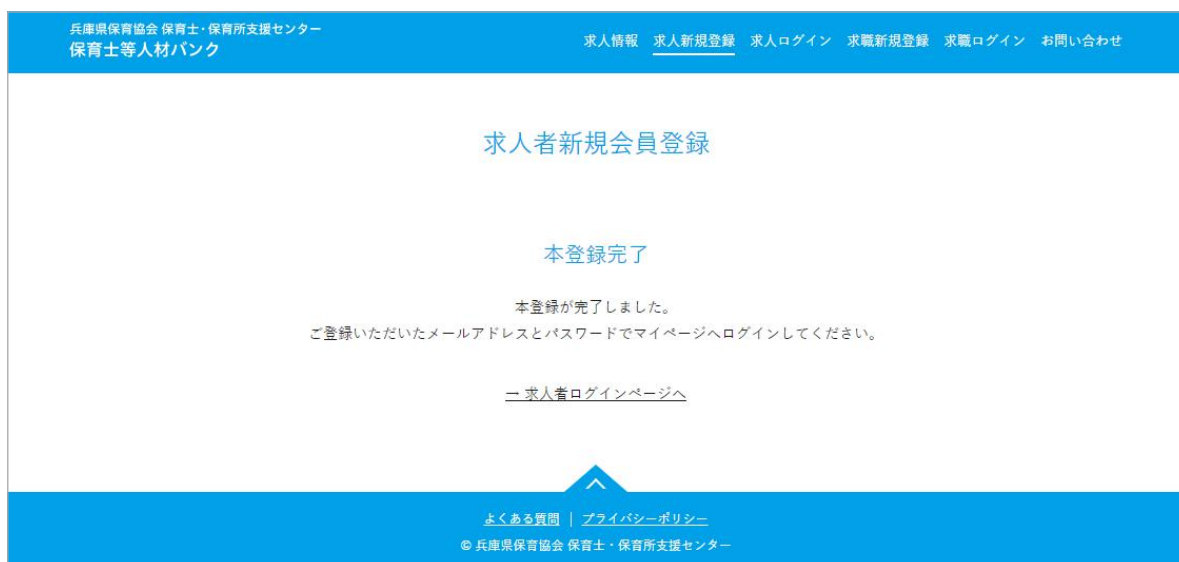 兵庫県保育協会 保育士・保育所支援センター
保育士等人材バンク
求人情報 求人新規登録 求人ログイン 求職新規登録 求職ログイン お問い合わせ
求人者新規会員登録
本登録完了
本登録が完了しました。
ご登録いただいたメールアドレスとパスワードでマイページへログインしてください。
→ 求人者ログインページへ
よくある質問 | プライバシーポリシー
© 兵庫県保育協会 保育士・保育所支援センター